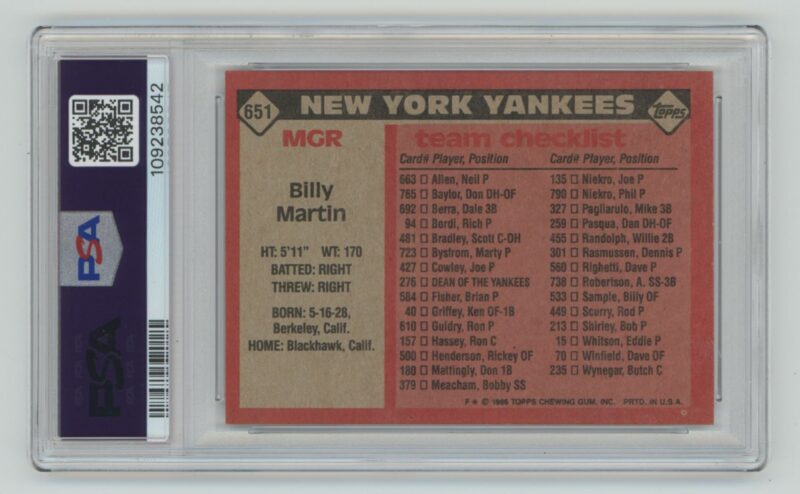 109238542
PSA
PSA
651 NEW YORK YANKEES topps
MGR
Billy
Martin
HT: 5'11" WT: 170
BATTED: RIGHT
THREW: RIGHT
BORN: 5-16-28,
Berkeley, Calif.
HOME: Blackhawk, Calif.
team checklist
Card# Player, Position
663 Allen, Neil P
765 Baylor, Don DH-OF
692 Berra, Dale 3B
94 Bordi, Rich P
481 Bradley, Scott C-DH
723 Bystrom, Marty P
427 Cowley, Joe P
276 DEAN OF THE YANKEES
584 Fisher, Brian P
40 Griffey, Ken OF-1B
610 Guidry, Ron P
157 Hassey, Ron C
500 Henderson, Rickey OF
180 Mattingly, Don 1B
379 Meacham, Bobby SS
Card# Player, Position
135 Niekro, Joe P
790 Niekro, Phil P
327 Pagliarulo, Mike 3B
259 Pasqua, Dan OF-DH
455 Randolph, Willie 2B
301 Rasmussen, Dennis P
560 Righetti, Dave P
738 Robertson, A. SS-3B
533 Sample, Billy OF
449 Scurry, Rod P
213 Shirley, Bob P
15 Whitson, Eddie P
70 Winfield, Dave OF
235 Wynegar, Butch C
F * © 1986 TOPPS CHEWING GUM, INC. PRTD. IN U.S.A.